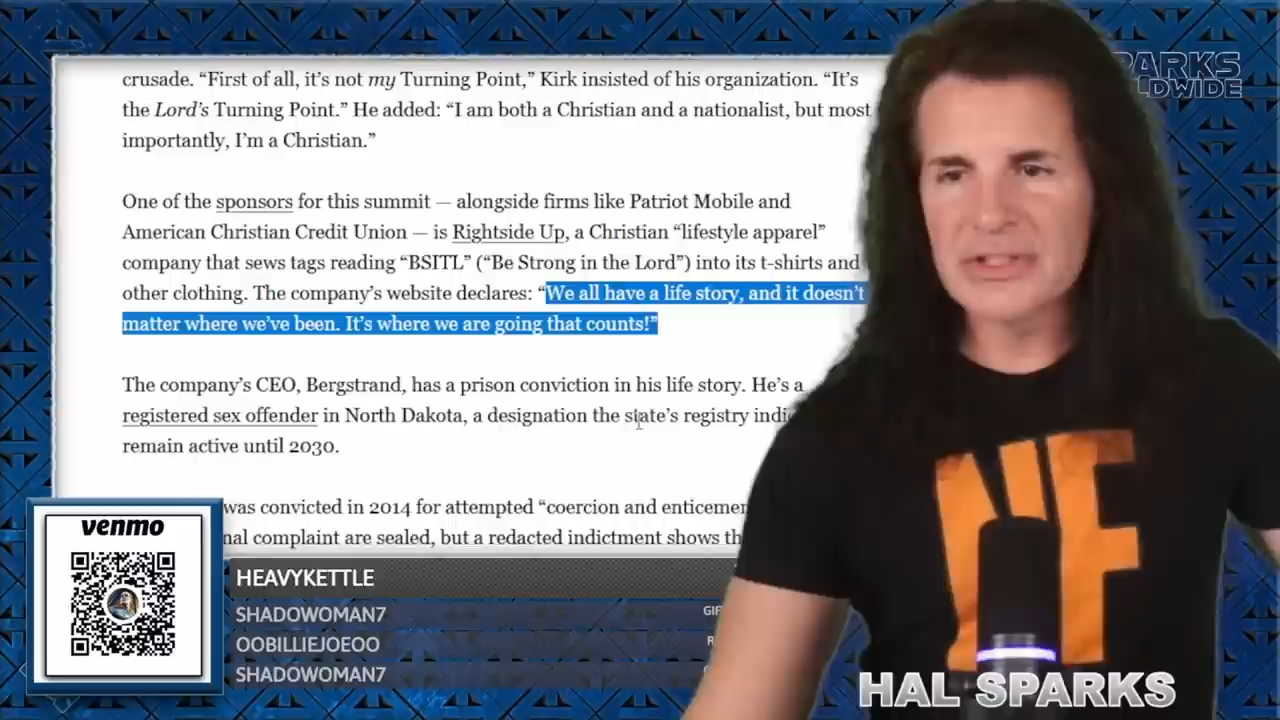 crusade. “First of all, it’s not my Turning Point,” Kirk insisted of his organization. “It’s
the Lord’s Turning Point.” He added: “I am both a Christian and a nationalist, but most
importantly, I’m a Christian.”
One of the sponsors for this summit — alongside firms like Patriot Mobile and
American Christian Credit Union — is Rightside Up, a Christian “lifestyle apparel”
company that sews tags reading “BSITL” (“Be Strong in the Lord”) into its t-shirts and
other clothing. The company’s website declares: “We all have a life story, and it doesn’t
matter where we’ve been. It’s where we are going that counts!”
The company’s CEO, Bergstrand, has a prison conviction in his life story. He’s a
registered sex offender in North Dakota, a designation the state’s registry
remain active until 2030.
was convicted in 2014 for attempted “coercion and
complaint are sealed, but a redacted indictment shows
venmo
HEAVYKETTLE
SHADOWOMAN7
OOBILLIEJOEOO
SHADOWOMAN7
HAL SPARKS